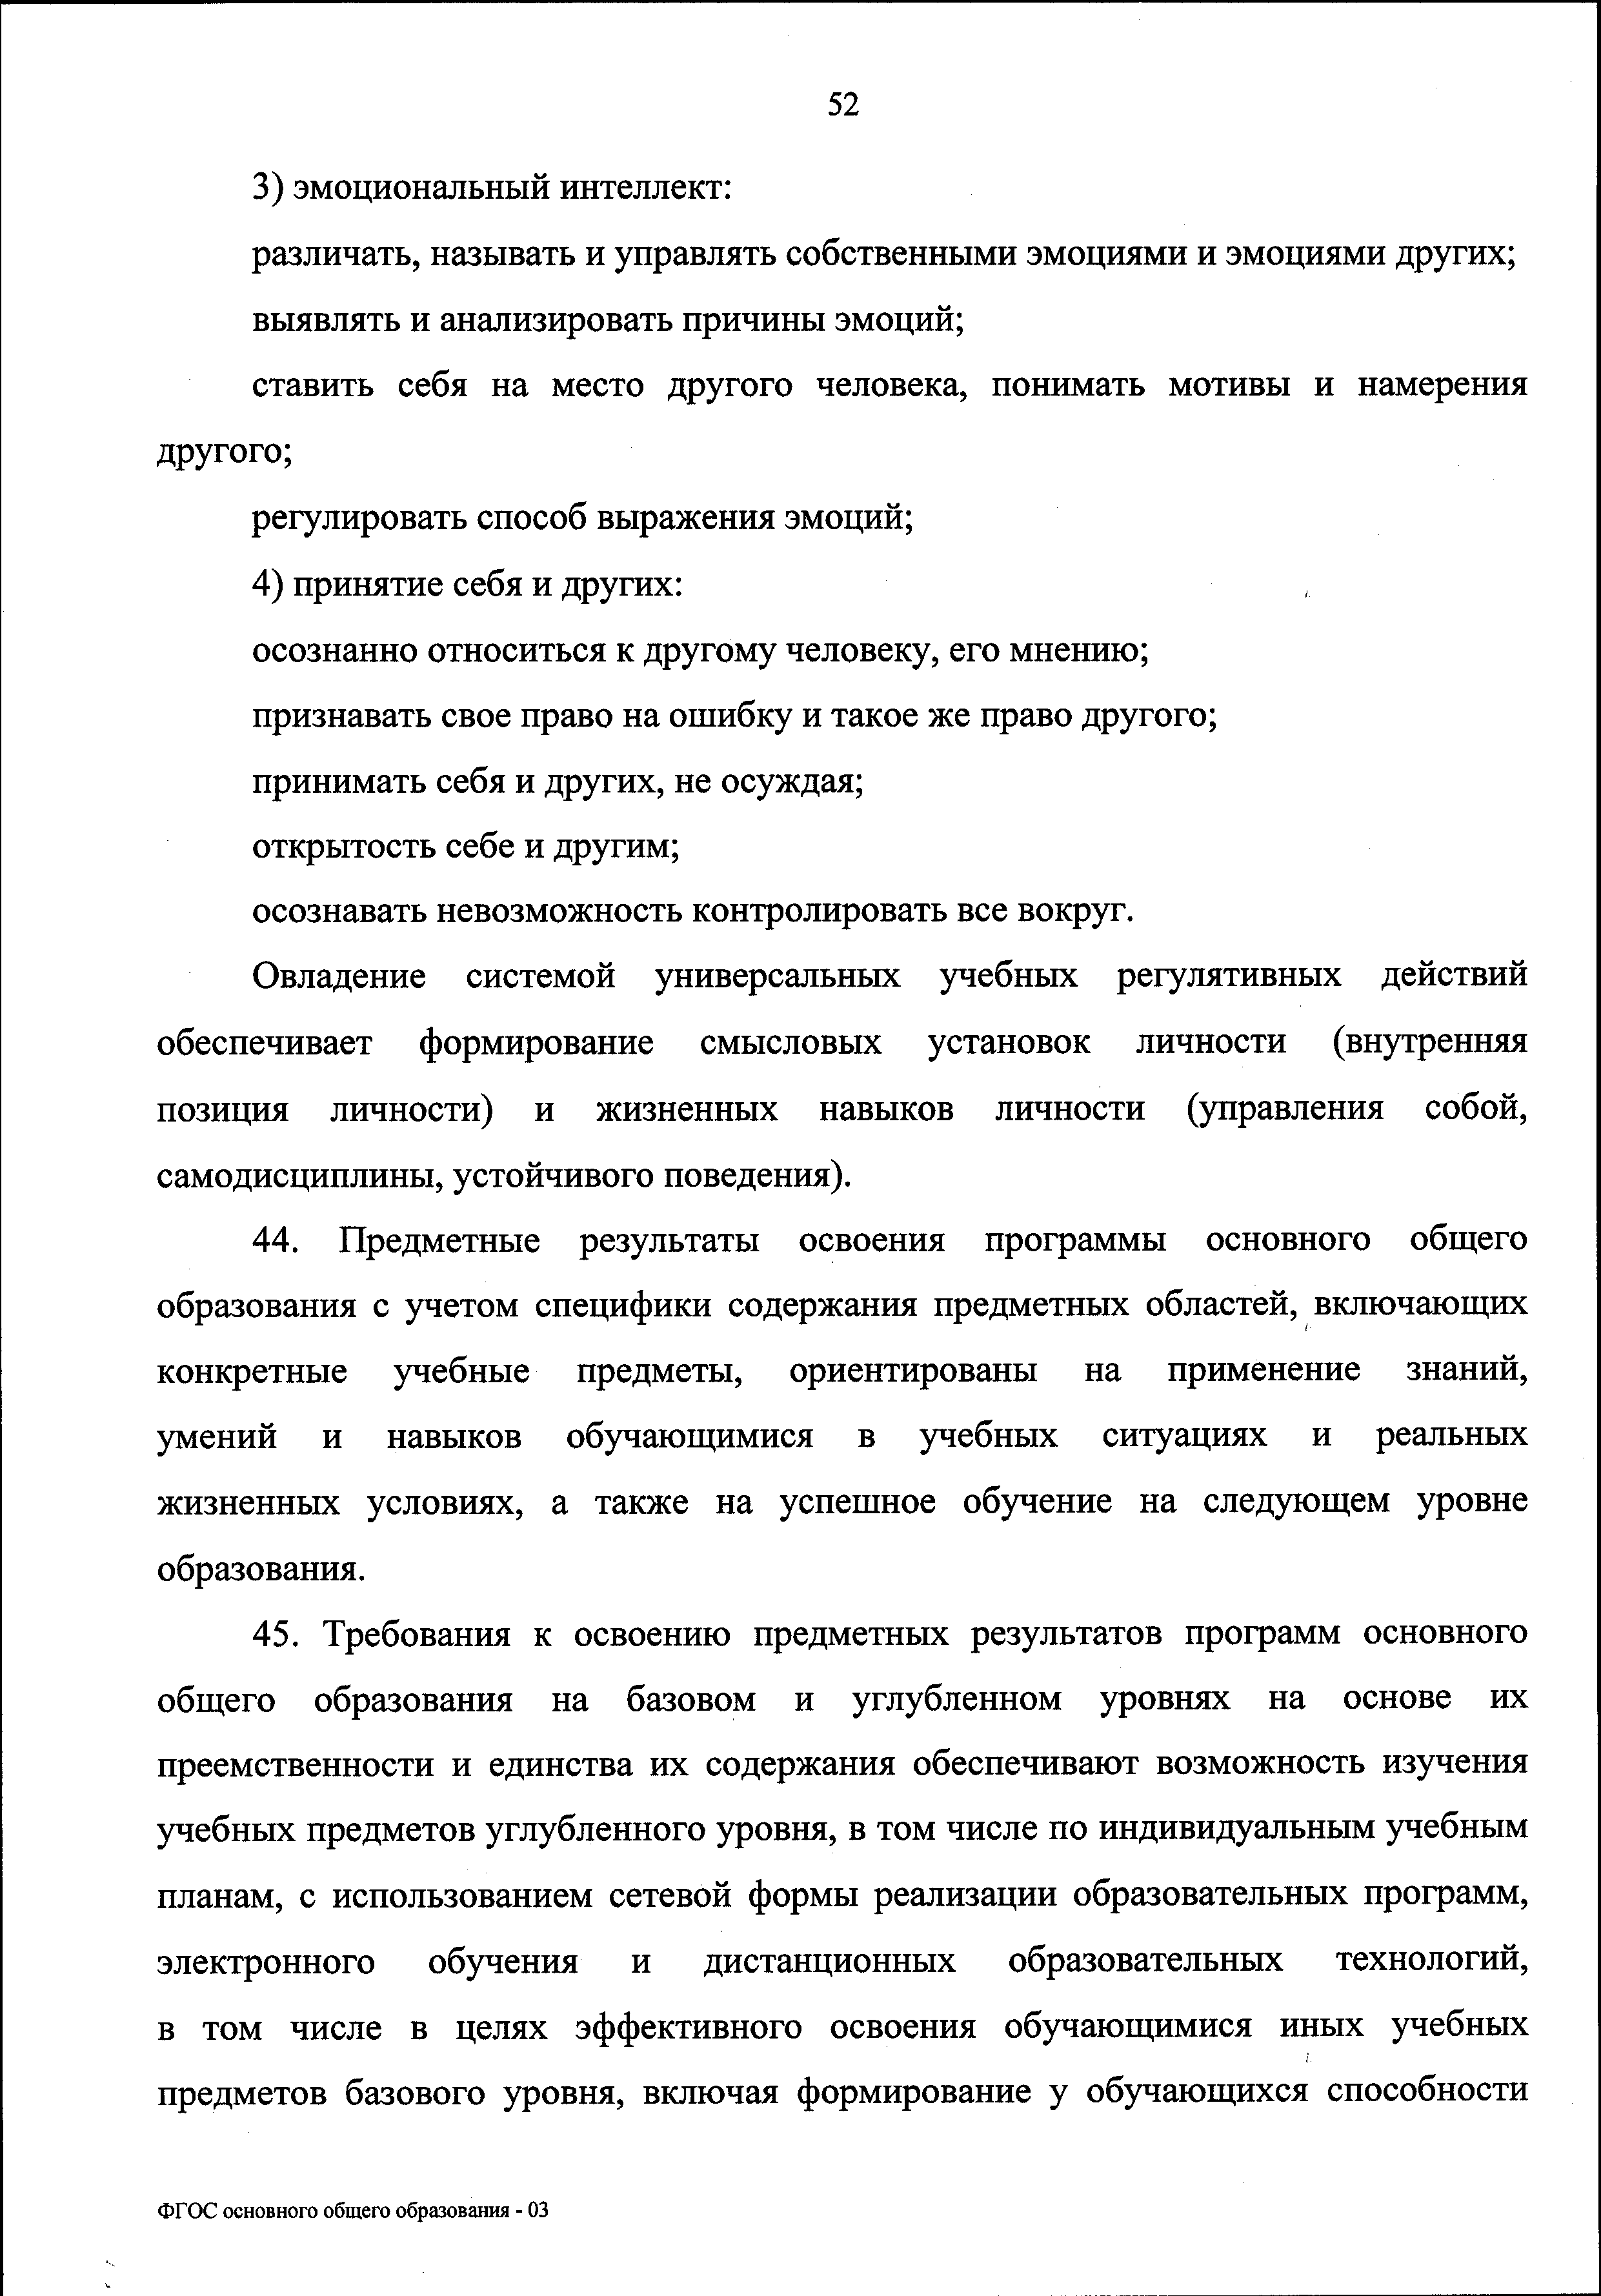 52
3) эмоциональный интеллект:
различать, называть и управлять собственными эмоциями и эмоциями других;
выявлять и анализировать причины эмоций;
ставить себя на место другого человека, понимать мотивы и намерения
другого;
регулировать способ выражения эмоций;
4) принятие себя и других:
осознанно относиться к другому человеку, его мнению;
признавать свое право на ошибку и такое же право другого;
принимать себя и других, не осуждая;
открытость себе и другим;
осознавать невозможность контролировать все вокруг.
Овладение системой универсальных учебных регулятивных действий
обеспечивает формирование смысловых установок личности (внутренняя
позиция личности) и жизненных навыков личности (управления собой,
самодисциплины, устойчивого поведения).
44. Предметные результаты освоения программы основного общего
образования с учетом специфики содержания предметных областей, включающих
конкретные учебные предметы, ориентированы на применение знаний,
умений и навыков обучающимися в учебных ситуациях и реальных
жизненных условиях, а также на успешное обучение на следующем уровне
образования.
45. Требования к освоению предметных результатов программ основного
общего образования на базовом и углубленном уровнях на основе их
преемственности и единства их содержания обеспечивают возможность изучения
учебных предметов углубленного уровня, в том числе по индивидуальным учебным
планам, с использованием сетевой формы реализации образовательных программ,
электронного обучения и дистанционных образовательных технологий,
в том числе в целях эффективного освоения обучающимися иных учебных
предметов базового уровня, включая формирование у обучающихся способности
ФГОС основного общего образования - 03